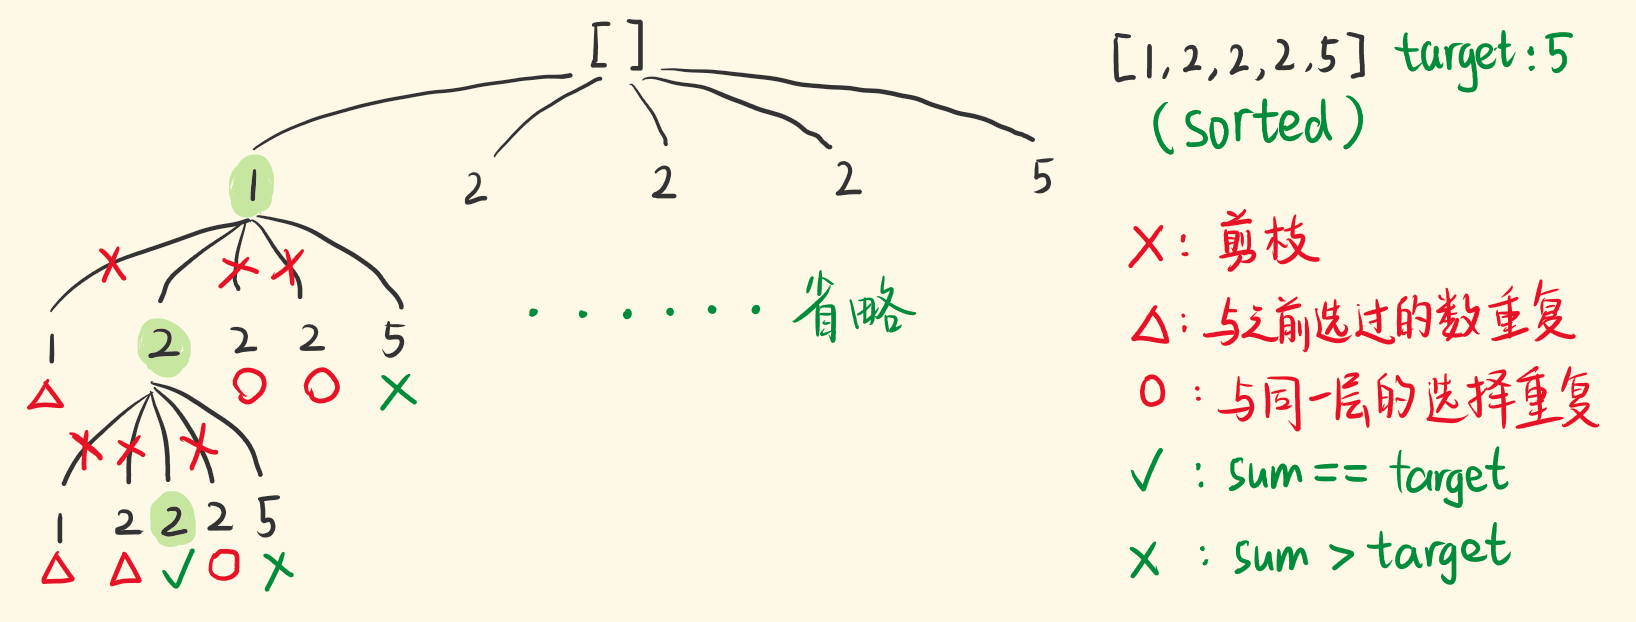 [ ]
[1,2,2,2,5] target:5
(sorted)
1 2 2 2 5
X: 剪枝
1 2 2 2 5
...... 省略
△: 与之前选过的数重复
△ O O X
O : 与同一层的选择重复
✓ : sum == target
1 2 2 2 5
△ △ ✓ O X
X : sum > target